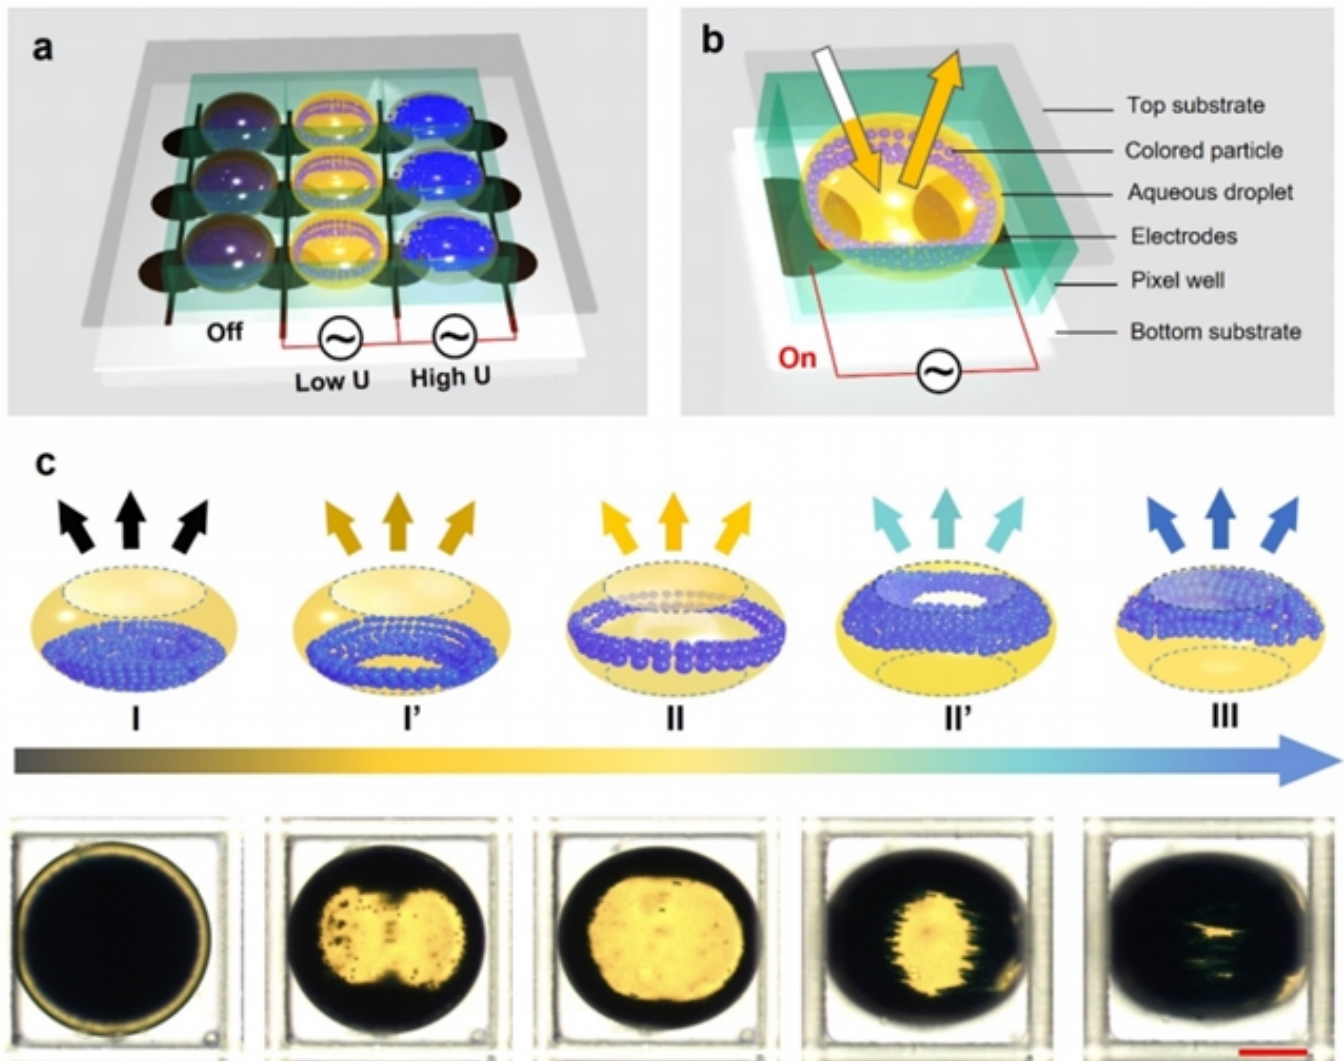 a
Off
~
~
Low U
High U
b
Top substrate
Colored particle
Aqueous droplet
Electrodes
Pixel well
Bottom substrate
On
~
c
I
I’
II
II’
III